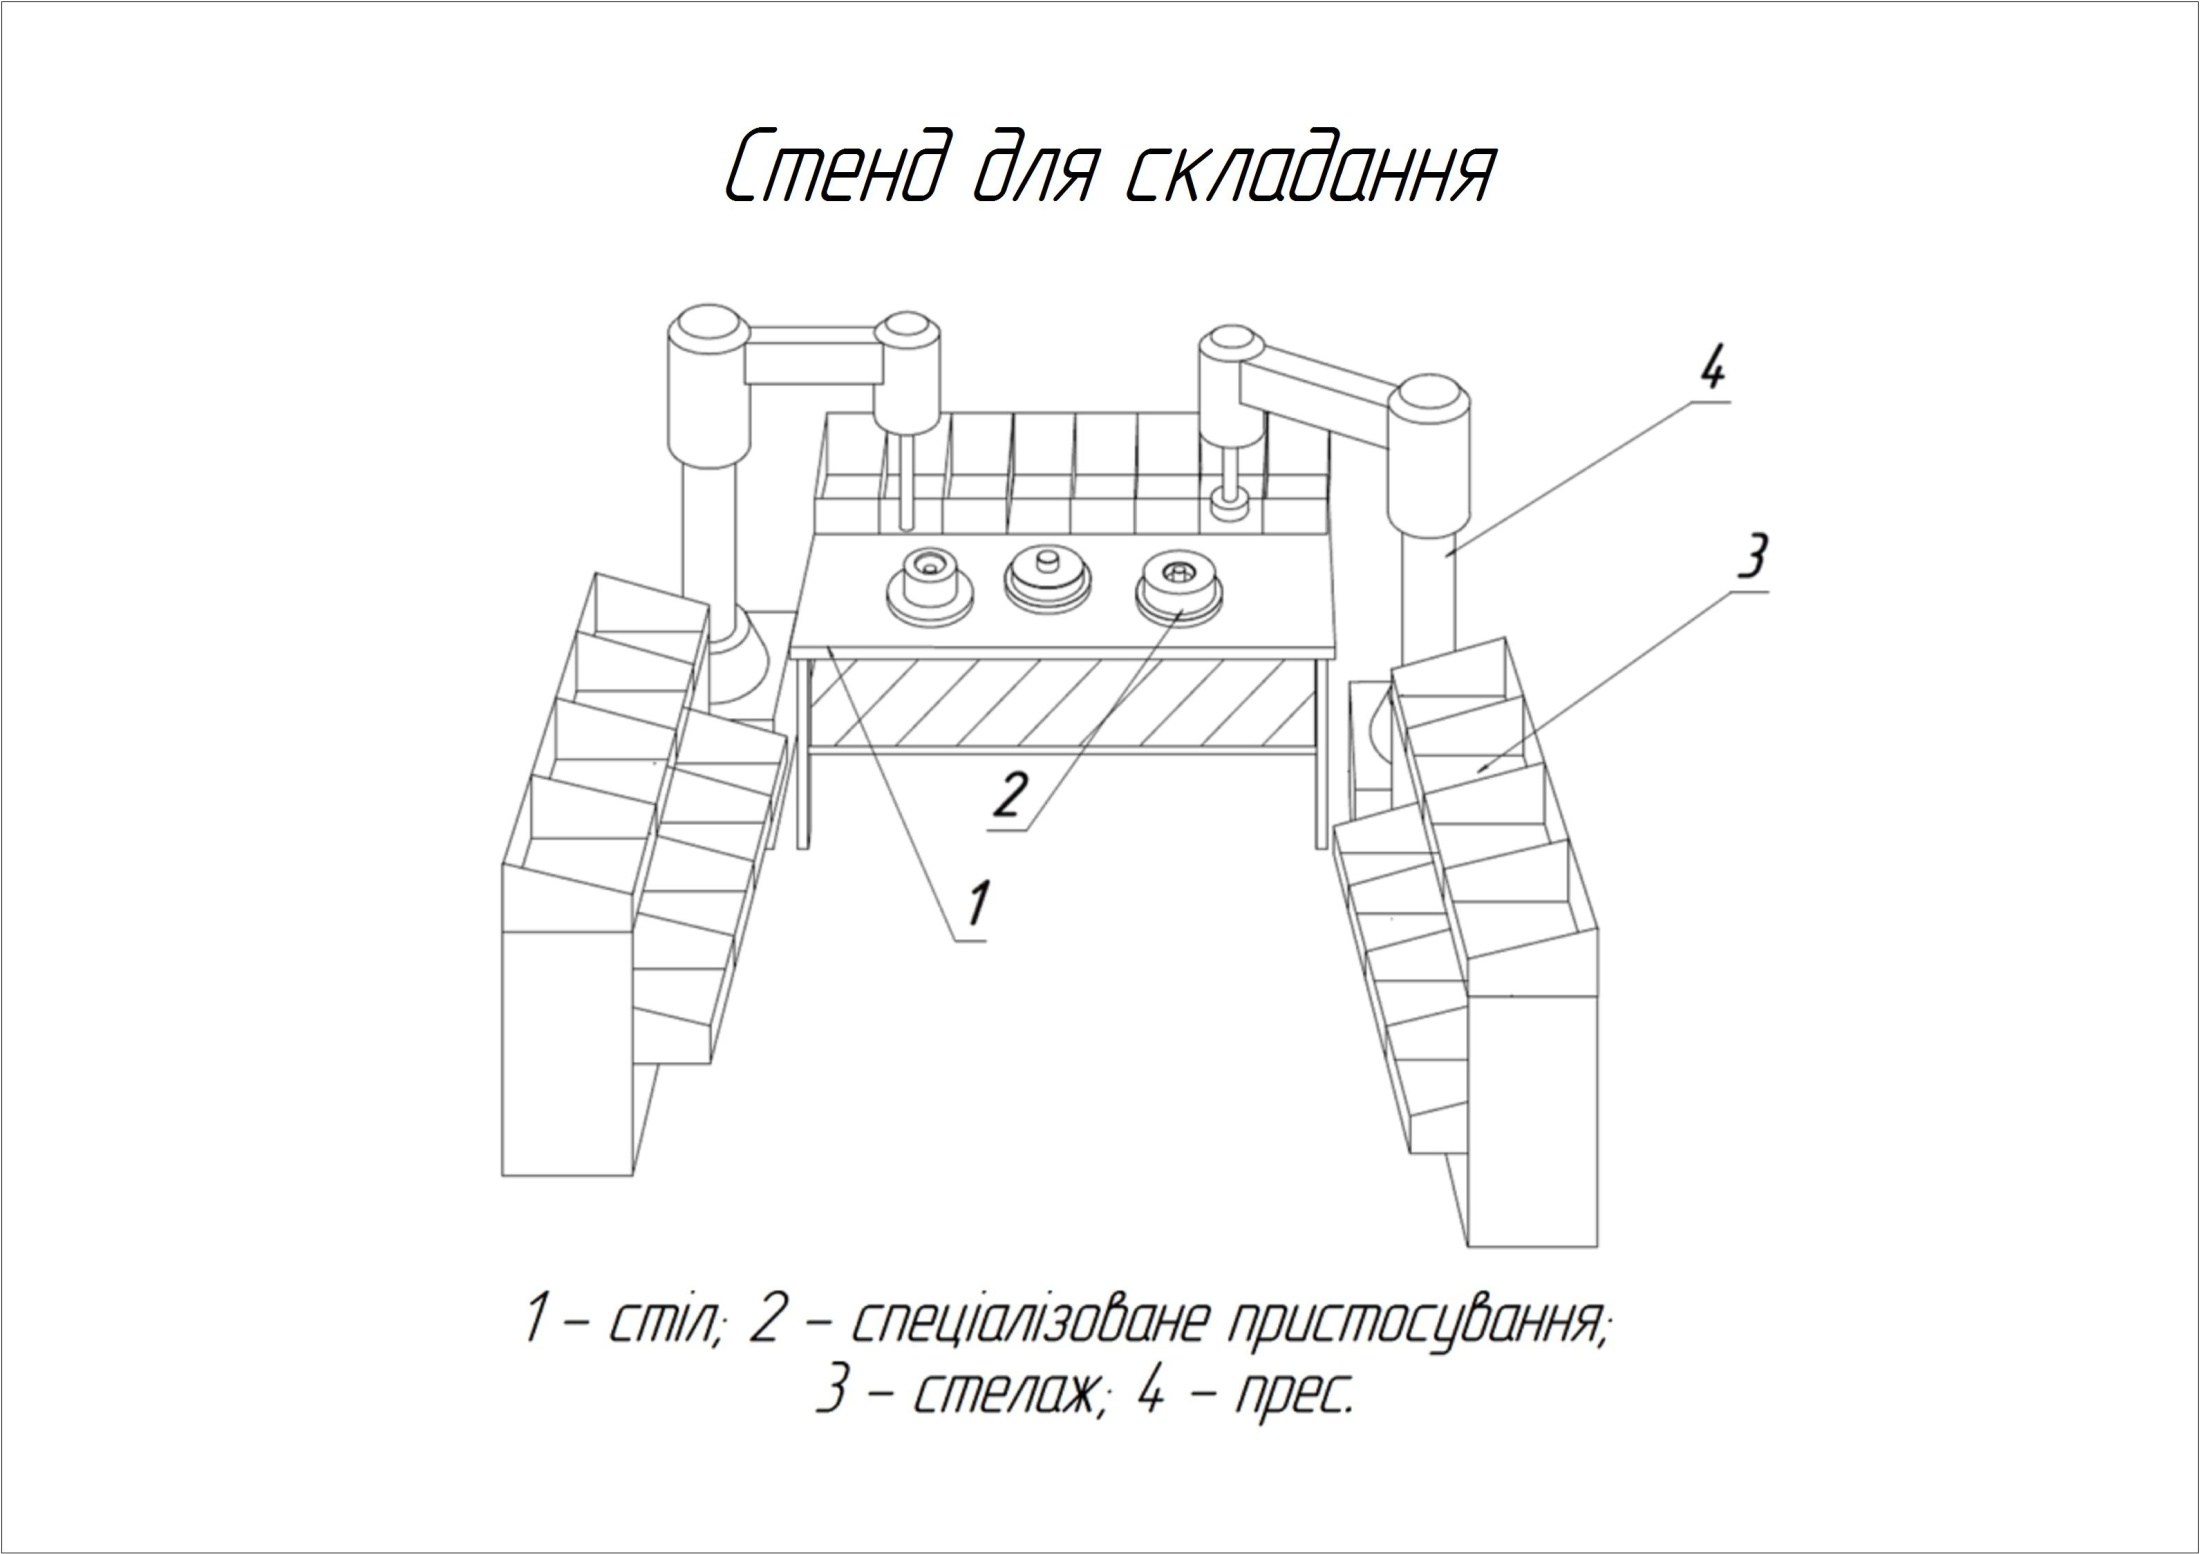 Стенд для складання
4
3
2
1
1 – стіл; 2 – спеціалізоване пристосування;
3 – стелаж; 4 – прес.